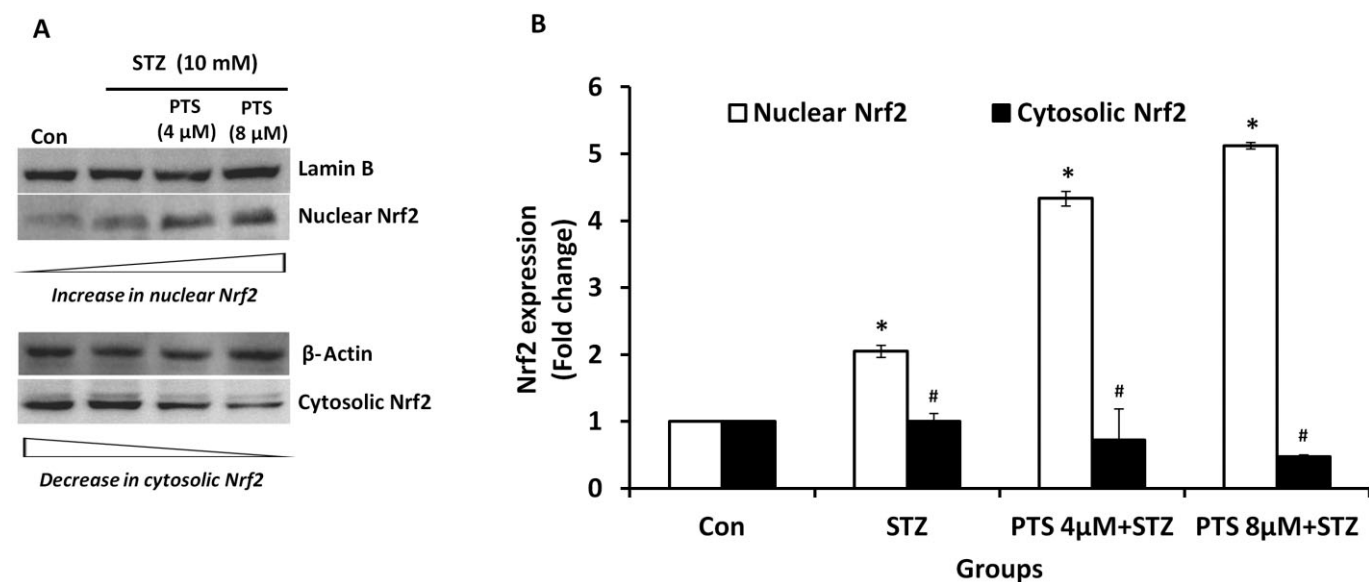 A
STZ (10 mM)
Con
PTS
(4 µM)
PTS
(8 µM)
Lamin B
Nuclear Nrf2
Increase in nuclear Nrf2
β-Actin
Cytosolic Nrf2
Decrease in cytosolic Nrf2
B
Nrf2 expression
(Fold change)
6
5
4
3
2
1
0
Nuclear Nrf2
Cytosolic Nrf2
*
#
*
#
*
#
Con
STZ
PTS 4µM+STZ
PTS 8µM+STZ
Groups